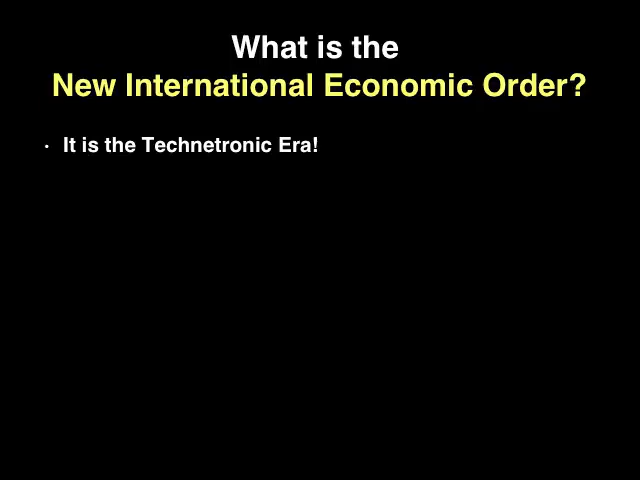 What is the
New International Economic Order?
· It is the Technetronic Era!